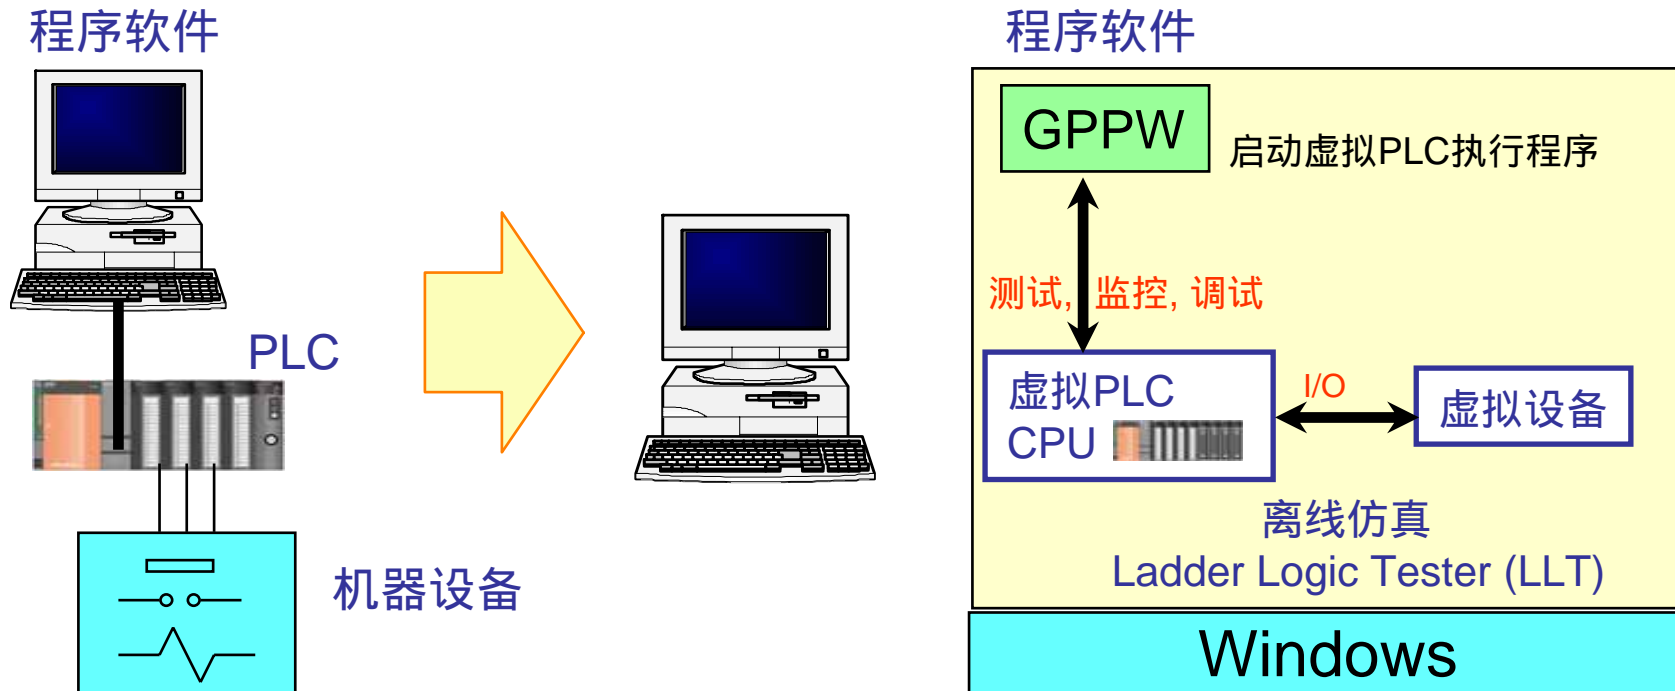 程序软件
PLC
机器设备
程序软件
GPPW
启动虚拟PLC执行程序
测试, 监控, 调试
虚拟PLC
CPU
I/O
虚拟设备
离线仿真
Ladder Logic Tester (LLT)
Windows